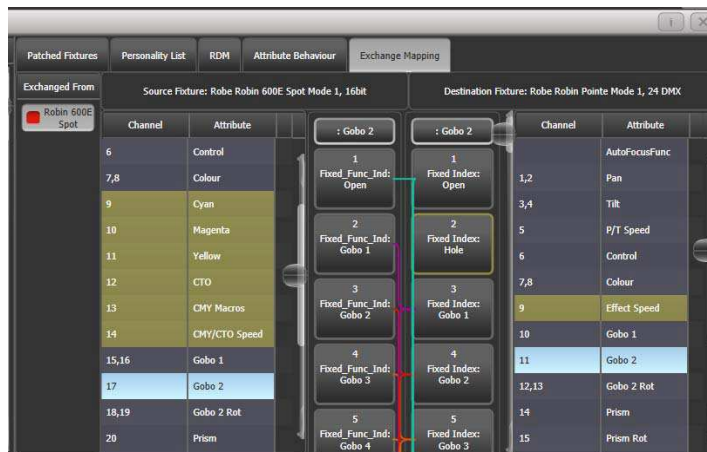 Patched Fixtures
Personality List
RDM
Attribute Behaviour
Exchange Mapping
Exchanged From
Source Fixture: Robe Robin 600E Spot Mode 1, 16bit
Destination Fixture: Robe Robin Pointe Mode 1, 24 DMX
Robin 600E
Spot
Channel Attribute
6 Control
7,8 Colour
9 Cyan
10 Magenta
11 Yellow
12 CTO
13 CMY Macros
14 CMY/CTO Speed
15,16 Gobo 1
17 Gobo 2
18,19 Gobo 2 Rot
20 Prism
: Gobo 2
1
Fixed_Func_Ind:
Open
2
Fixed_Func_Ind:
Gobo 1
3
Fixed_Func_Ind:
Gobo 2
4
Fixed_Func_Ind:
Gobo 3
5
Fixed_Func_Ind:
Gobo 4
: Gobo 2
1
Fixed Index:
Open
2
Fixed Index:
Hole
3
Fixed Index:
Gobo 1
4
Fixed Index:
Gobo 2
5
Fixed Index:
Gobo 3
Channel Attribute
AutoFocusFunc
1,2 Pan
3,4 Tilt
5 P/T Speed
6 Control
7,8 Colour
9 Effect Speed
10 Gobo 1
11 Gobo 2
12,13 Gobo 2 Rot
14 Prism
15 Prism Rot